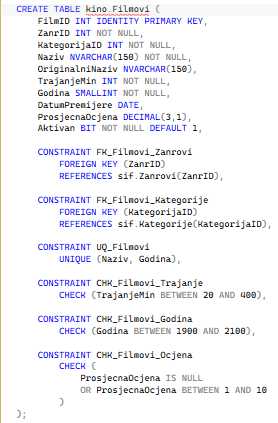 CREATE TABLE kino.Filmovi (
FilmID INT IDENTITY PRIMARY KEY,
ZanrID INT NOT NULL,
KategorijaID INT NOT NULL,
Naziv NVARCHAR(150) NOT NULL,
OriginalniNaziv NVARCHAR(150),
TrajanjeMin INT NOT NULL,
Godina SMALLINT NOT NULL,
DatumPremijere DATE,
ProsjecnaOcjena DECIMAL(3,1),
Aktivan BIT NOT NULL DEFAULT 1,
CONSTRAINT FK_Filmovi_Zanrovi
FOREIGN KEY (ZanrID)
REFERENCES sif.Zanrovi(ZanrID),
CONSTRAINT FK_Filmovi_Kategorije
FOREIGN KEY (KategorijaID)
REFERENCES sif.Kategorije(KategorijaID),
CONSTRAINT UQ_Filmovi
UNIQUE (Naziv, Godina),
CONSTRAINT CHK_Filmovi_Trajanje
CHECK (TrajanjeMin BETWEEN 20 AND 400),
CONSTRAINT CHK_Filmovi_Godina
CHECK (Godina BETWEEN 1900 AND 2100),
CONSTRAINT CHK_Filmovi_Ocjena
CHECK (
ProsjecnaOcjena IS NULL
OR ProsjecnaOcjena BETWEEN 1 AND 10
)
);